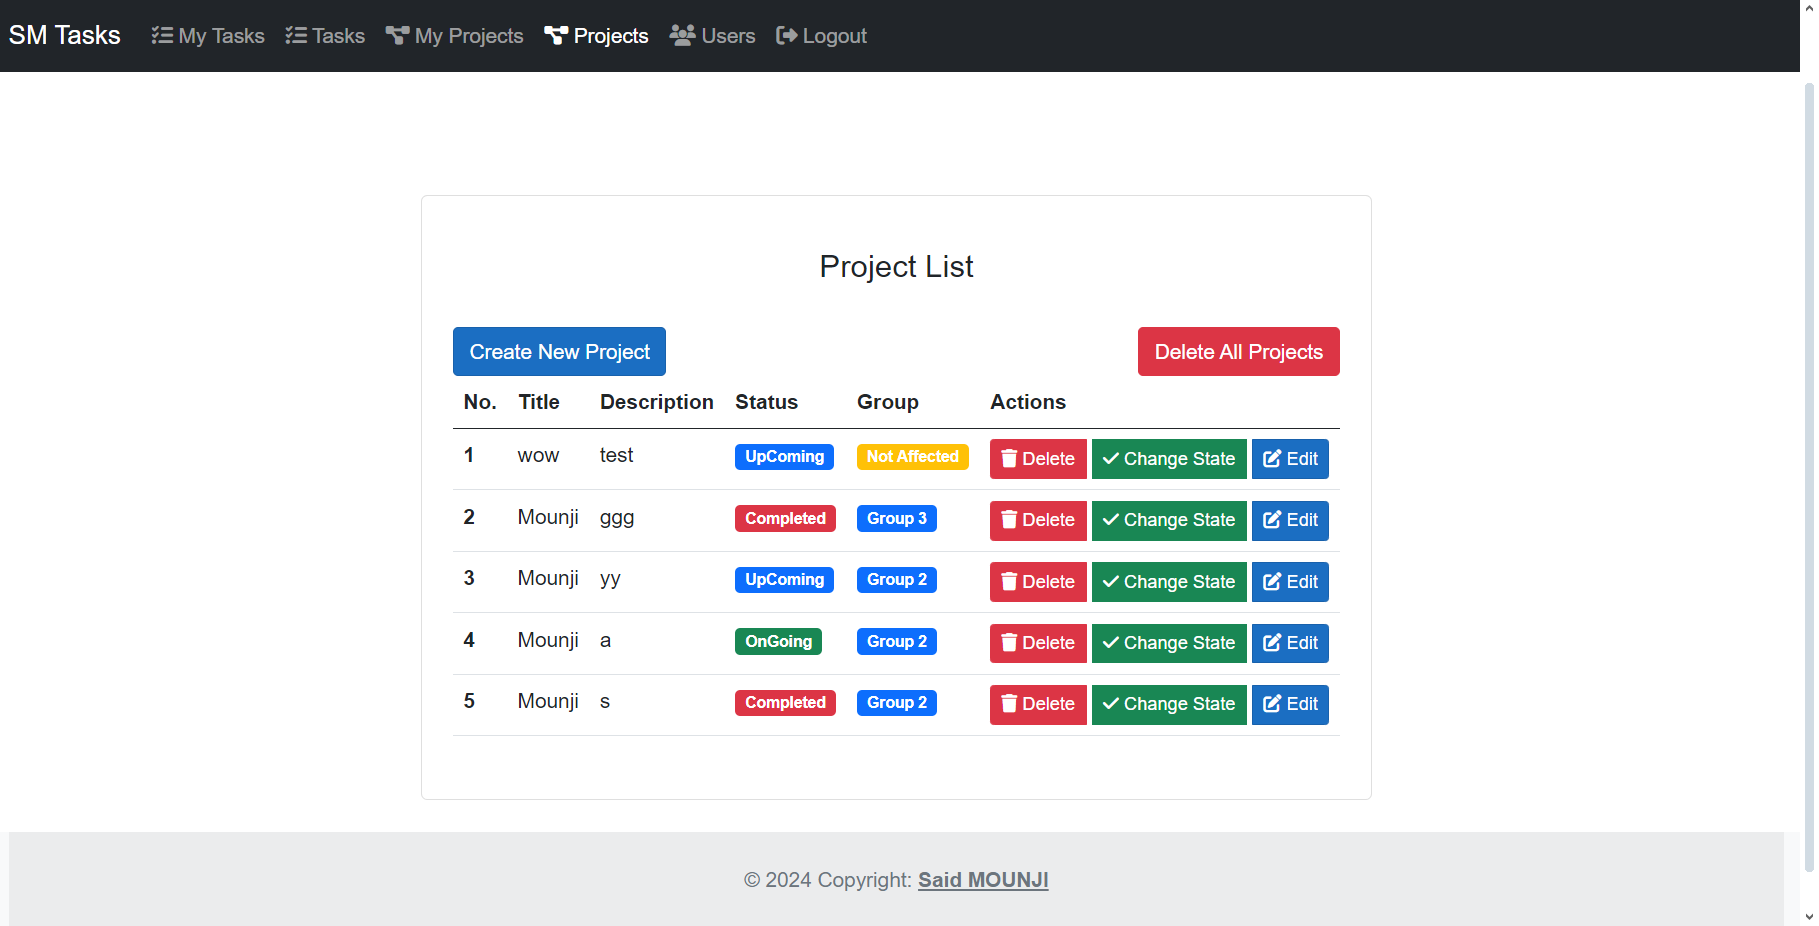 SM Tasks My Tasks Tasks My Projects Projects Users Logout
Project List
Create New Project Delete All Projects
No. Title Description Status Group Actions
1 wow test UpComing Not Affected Delete Change State Edit
2 Mounji ggg Completed Group 3 Delete Change State Edit
3 Mounji yy UpComing Group 2 Delete Change State Edit
4 Mounji a OnGoing Group 2 Delete Change State Edit
5 Mounji s Completed Group 2 Delete Change State Edit
© 2024 Copyright: Said MOUNJI